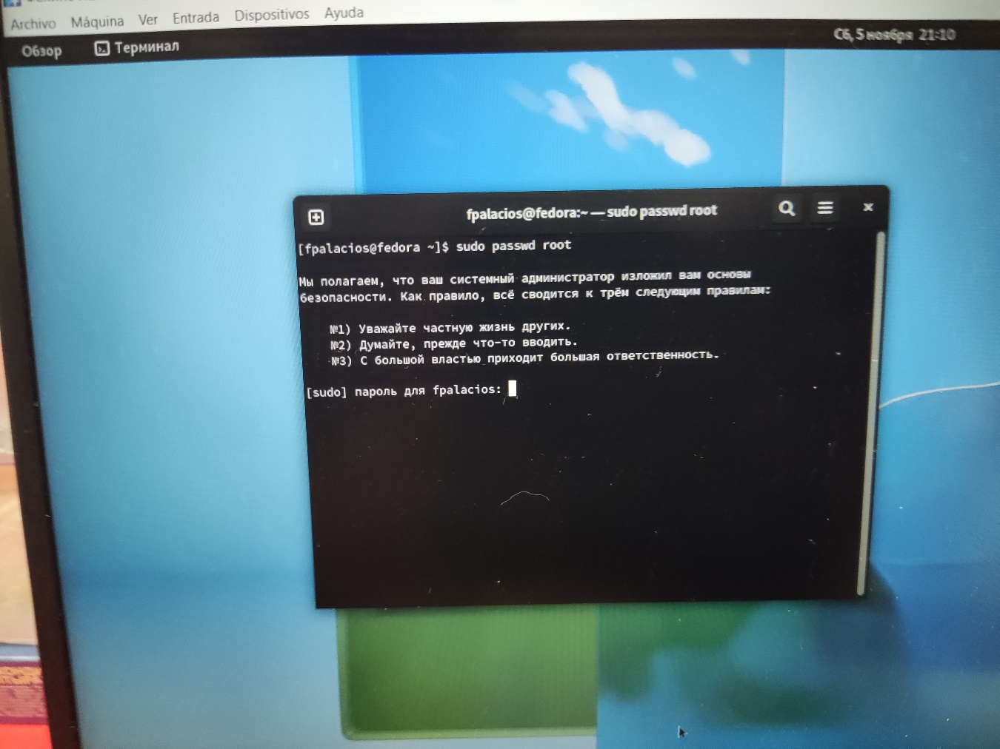 Archivo Máquina Ver Entrada Dispositivos Ayuda
Обзор Терминал Сб, 5 ноября 21:10
fpalacios@fedora:~ — sudo passwd root
[fpalacios@fedora ~]$ sudo passwd root
Мы полагаем, что ваш системный администратор изложил вам основы
безопасности. Как правило, всё сводится к трём следующим правилам:
№1) Уважайте частную жизнь других.
№2) Думайте, прежде что-то вводить.
№3) С большой властью приходит большая ответственность.
[sudo] пароль для fpalacios: